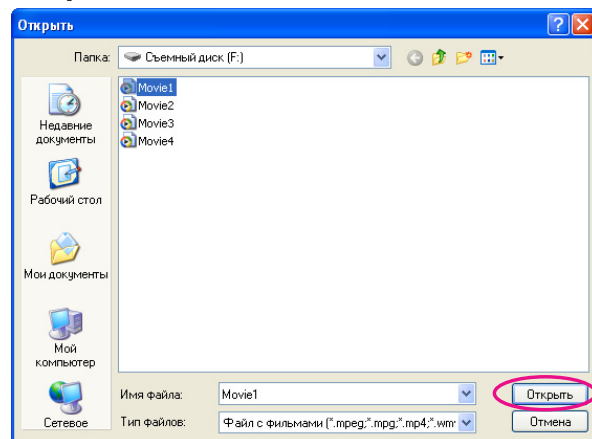 Открыть
Папка: Съемный диск (F:)
Movie1
Movie2
Movie3
Movie4
Недавние
документы
Рабочий стол
Мои документы
Мой
компьютер
Сетевое
Имя файла: Movie1 Открыть
Тип файлов: Файл с фильмами (*.mpeg;*.mpg;*.mp4;*.wm Отмена